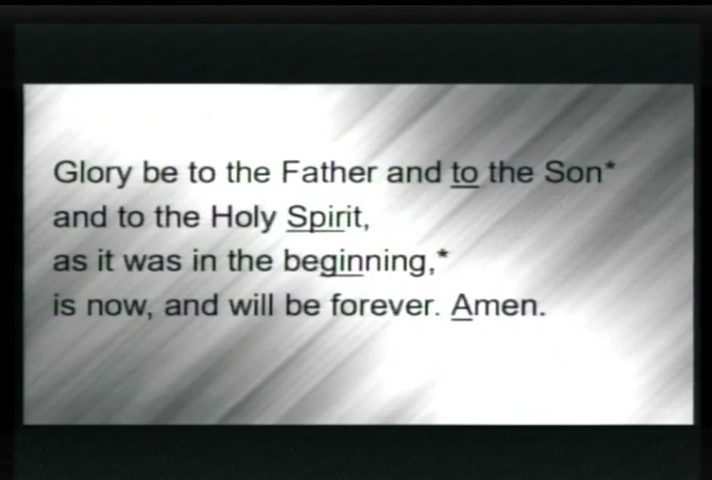 Glory be to the Father and to the Son*
and to the Holy Spirit,
as it was in the beginning,*
is now, and will be forever. Amen.